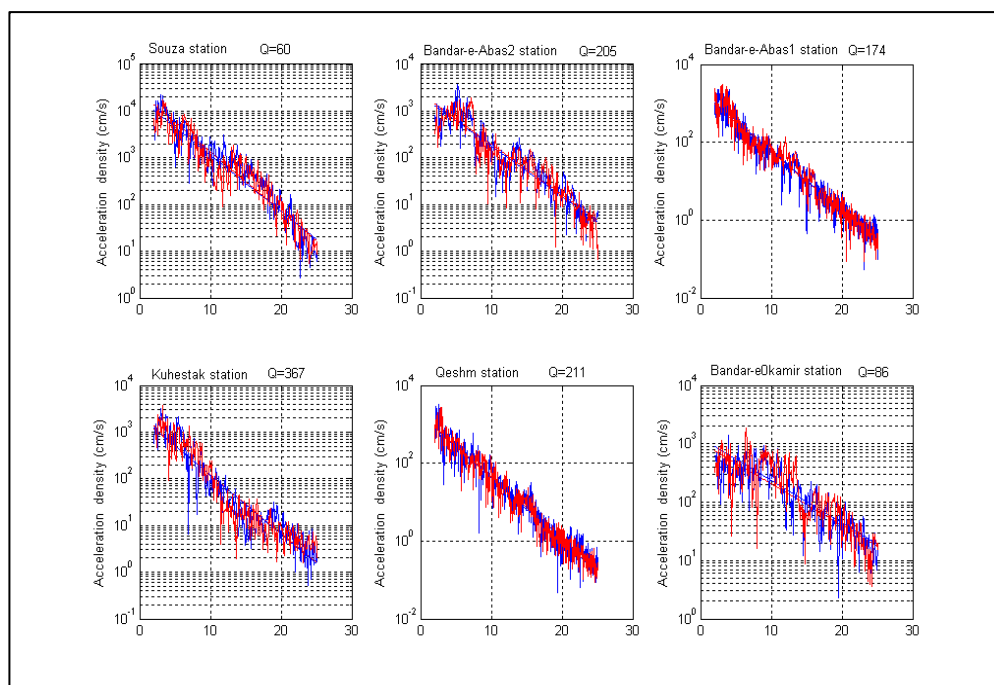 Souza station Q=60
Acceleration density (cm/s)
10^5
10^4
10^3
10^2
10^1
10^0
0 10 20 30
Bandar-e-Abas2 station Q=205
Acceleration density (cm/s)
10^4
10^3
10^2
10^1
10^0
10^-1
0 10 20 30
Bandar-e-Abas1 station Q=174
Acceleration density (cm/s)
10^4
10^2
10^0
10^-2
0 10 20 30
Kuhestak station Q=367
Acceleration density (cm/s)
10^4
10^3
10^2
10^1
10^0
10^-1
0 10 20 30
Qeshm station Q=211
Acceleration density (cm/s)
10^4
10^2
10^0
10^-2
0 10 20 30
Bandar-e0kamir station Q=86
Acceleration density (cm/s)
10^4
10^3
10^2
10^1
10^0
0 10 20 30